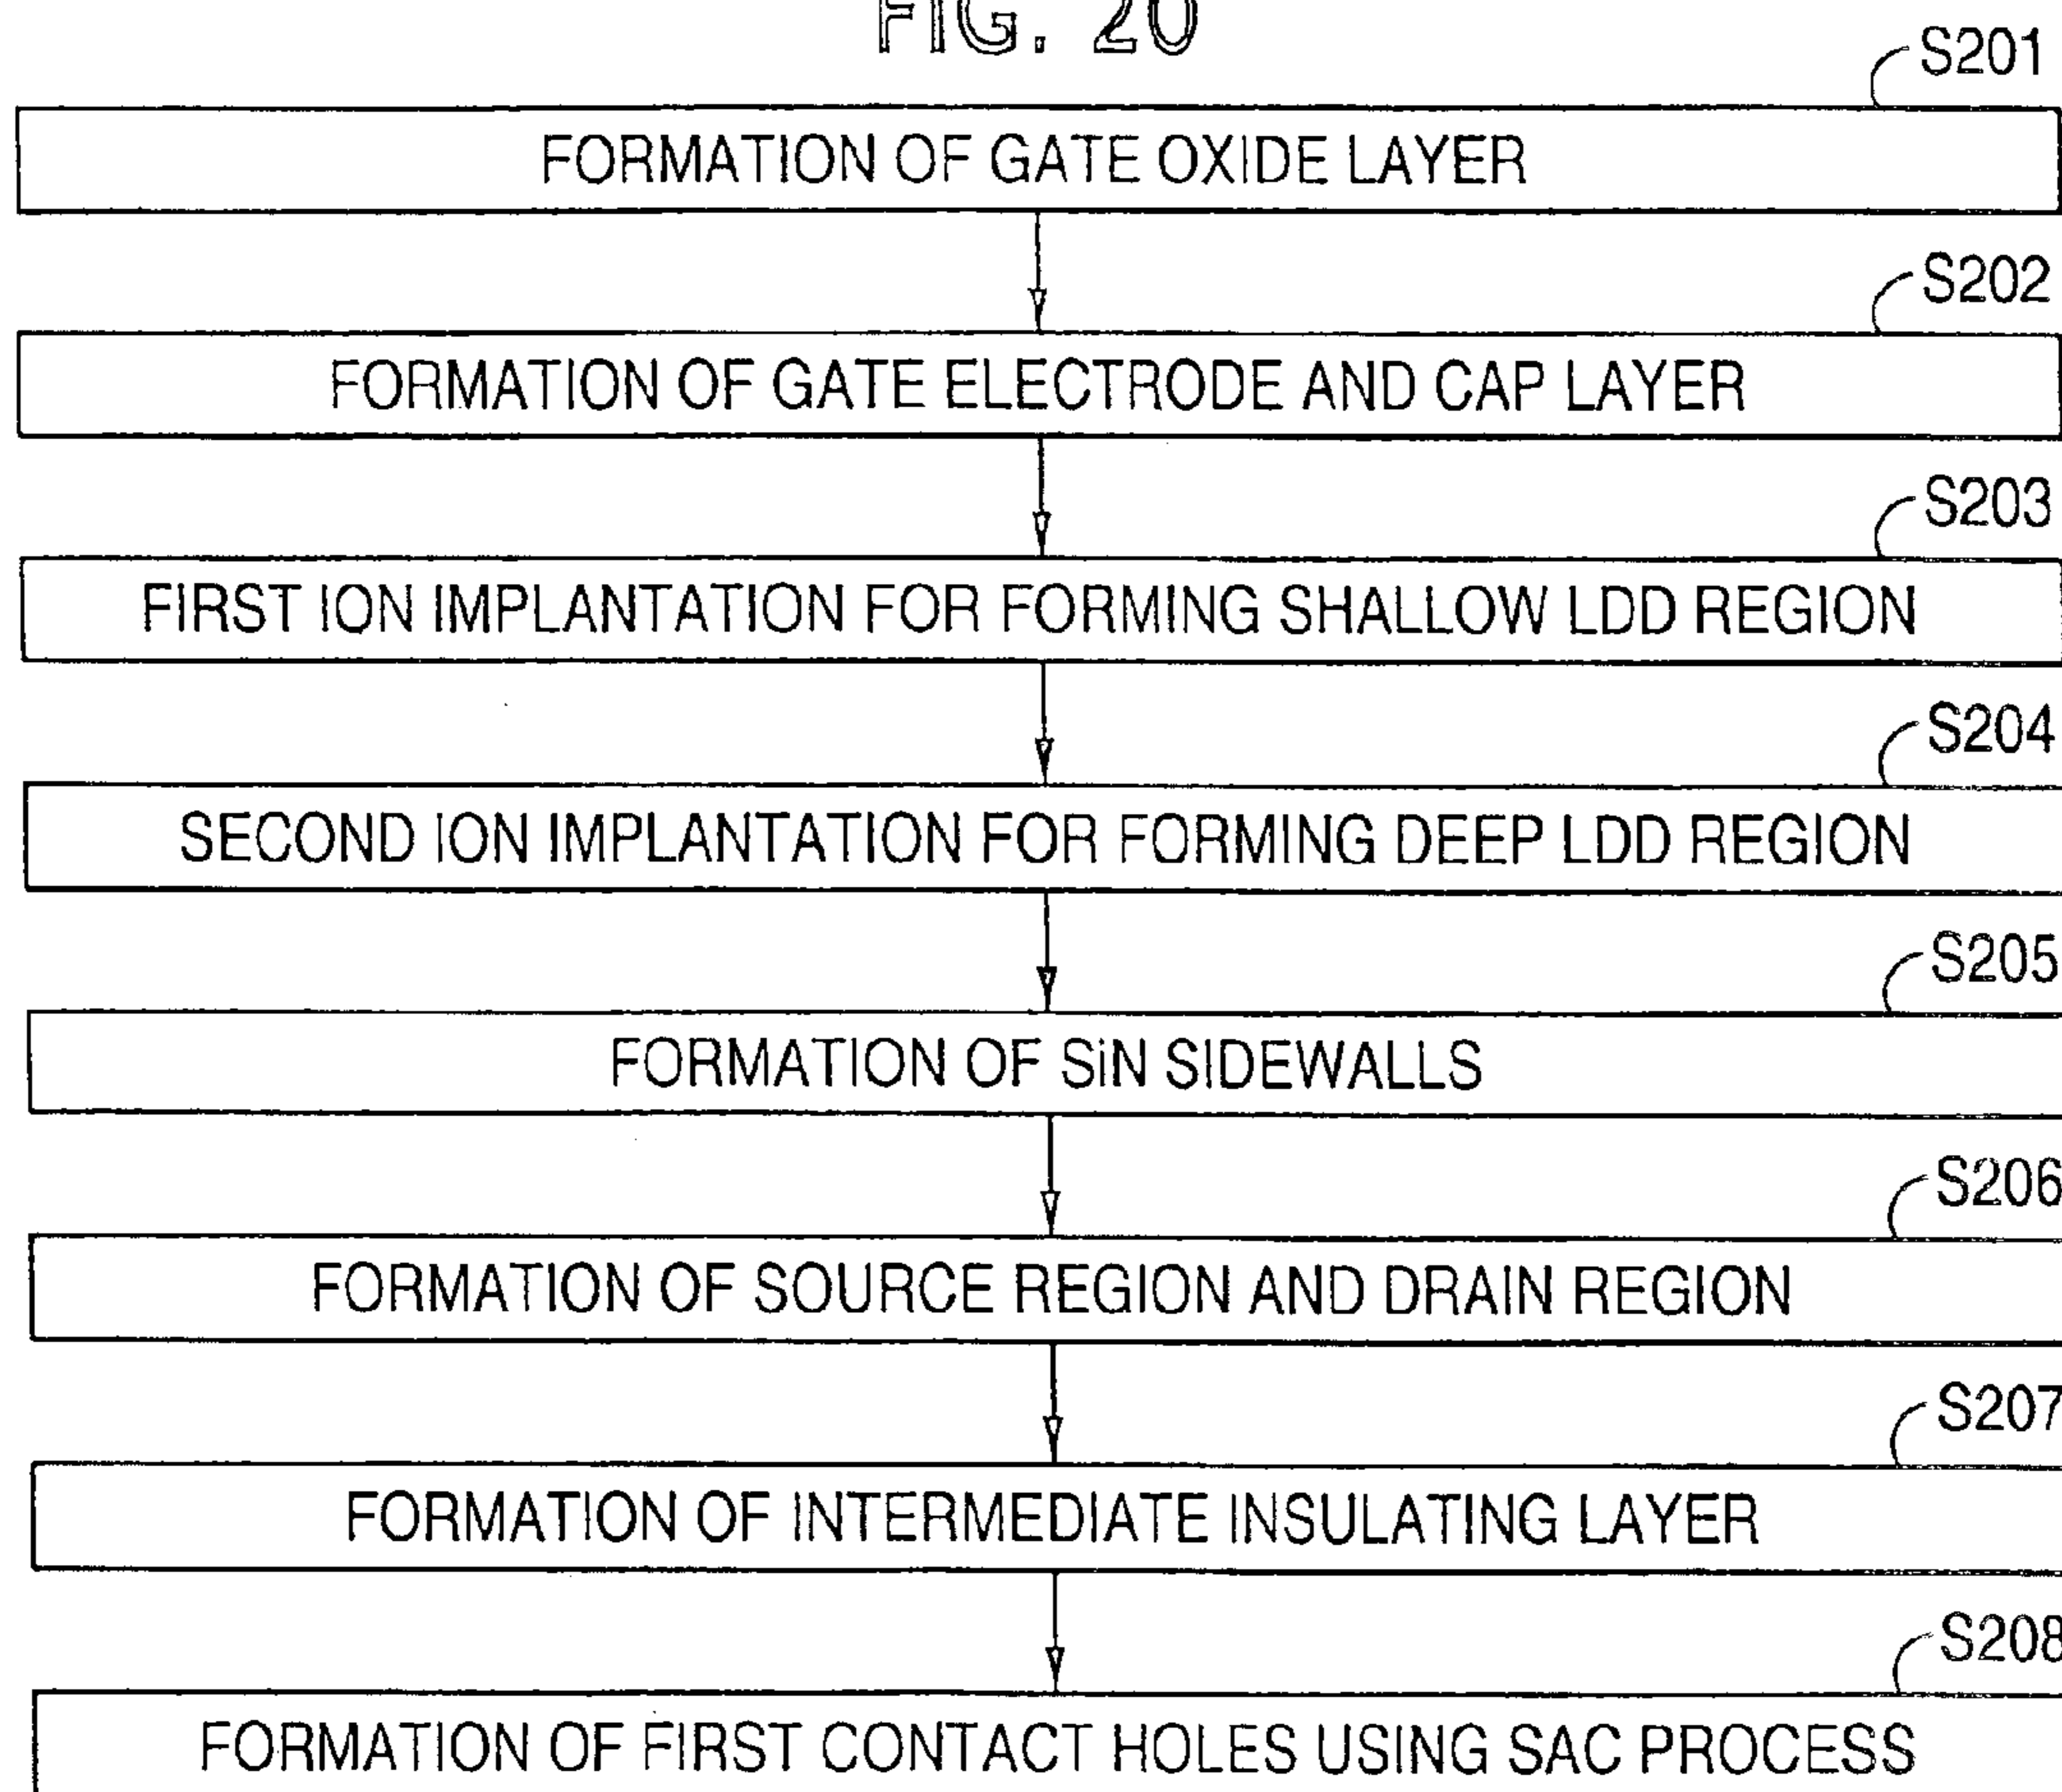 FIG. 20
S201
FORMATION OF GATE OXIDE LAYER
S202
FORMATION OF GATE ELECTRODE AND CAP LAYER
S203
FIRST ION IMPLANTATION FOR FORMING SHALLOW LDD REGION
S204
SECOND ION IMPLANTATION FOR FORMING DEEP LDD REGION
S205
FORMATION OF SiN SIDEWALLS
S206
FORMATION OF SOURCE REGION AND DRAIN REGION
S207
FORMATION OF INTERMEDIATE INSULATING LAYER
S208
FORMATION OF FIRST CONTACT HOLES USING SAC PROCESS